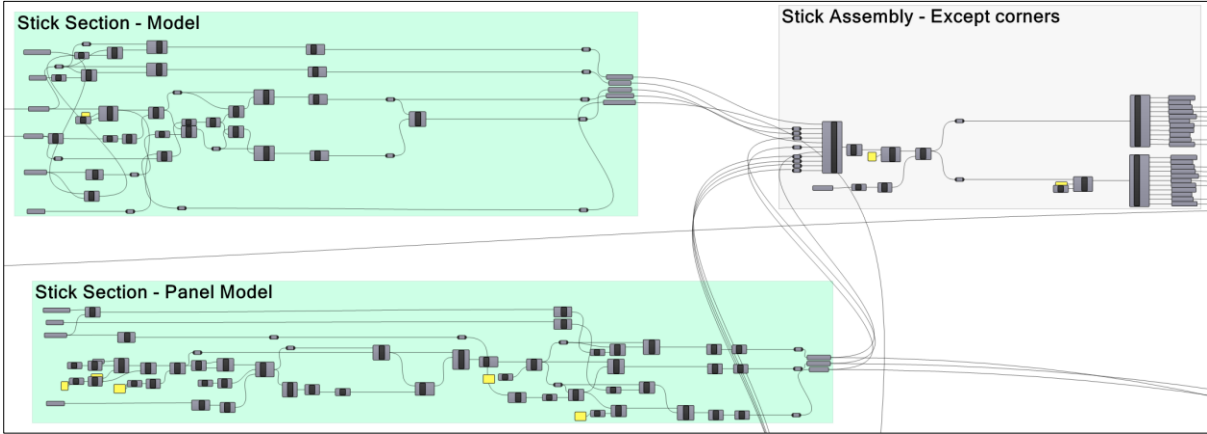 Stick Section - Model
Stick Assembly - Except corners
Stick Section - Panel Model